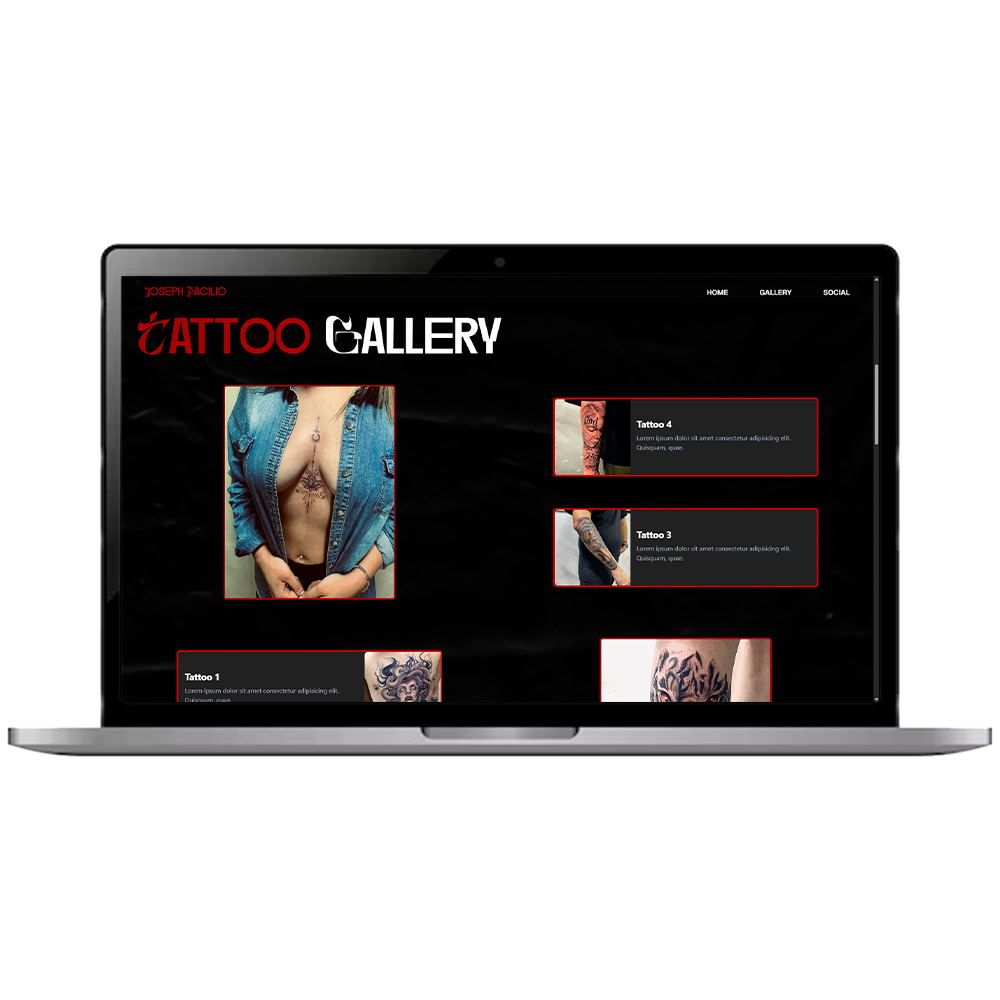 JOSEPH PACILIO
HOME GALLERY SOCIAL
TATTOO GALLERY
Tattoo 4
Lorem ipsum dolor sit amet consectetur adipisicing elit.
Quisquam, quae.
Tattoo 3
Lorem ipsum dolor sit amet consectetur adipisicing elit.
Quisquam, quae.
Tattoo 1
Lorem ipsum dolor sit amet consectetur adipisicing elit.
Quisquam, quae.